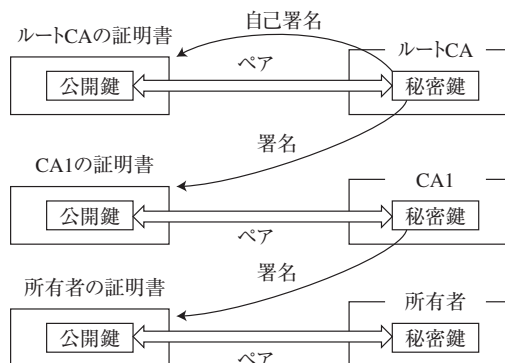 自己署名
ルートCAの証明書
ルートCA
ペア
公開鍵
秘密鍵
署名
CA1の証明書
CA1
公開鍵
秘密鍵
ペア
署名
所有者の証明書
所有者
公開鍵
秘密鍵
ペア